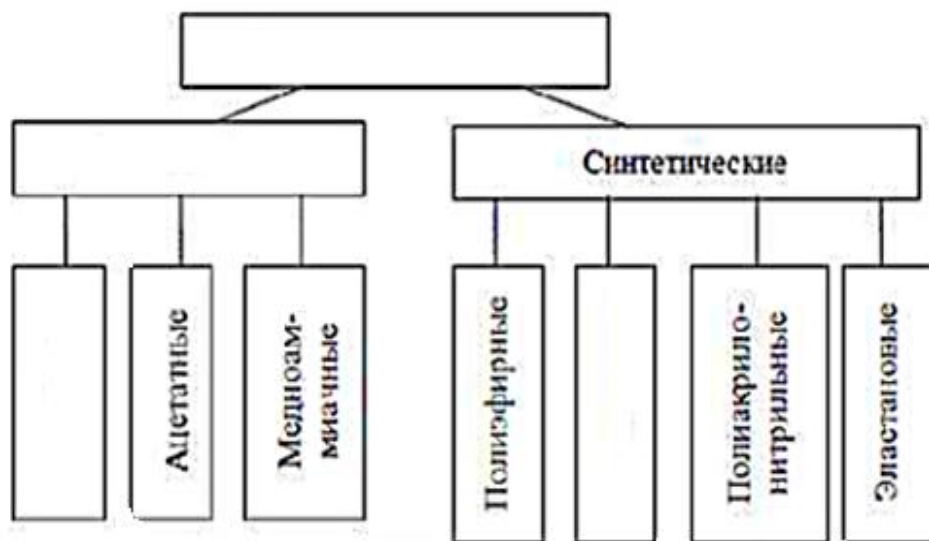 Синтетические
Ацетатные
Медноам-
миачные
Полиэфирные
Полиакрило-
нитрильные
Эластановые